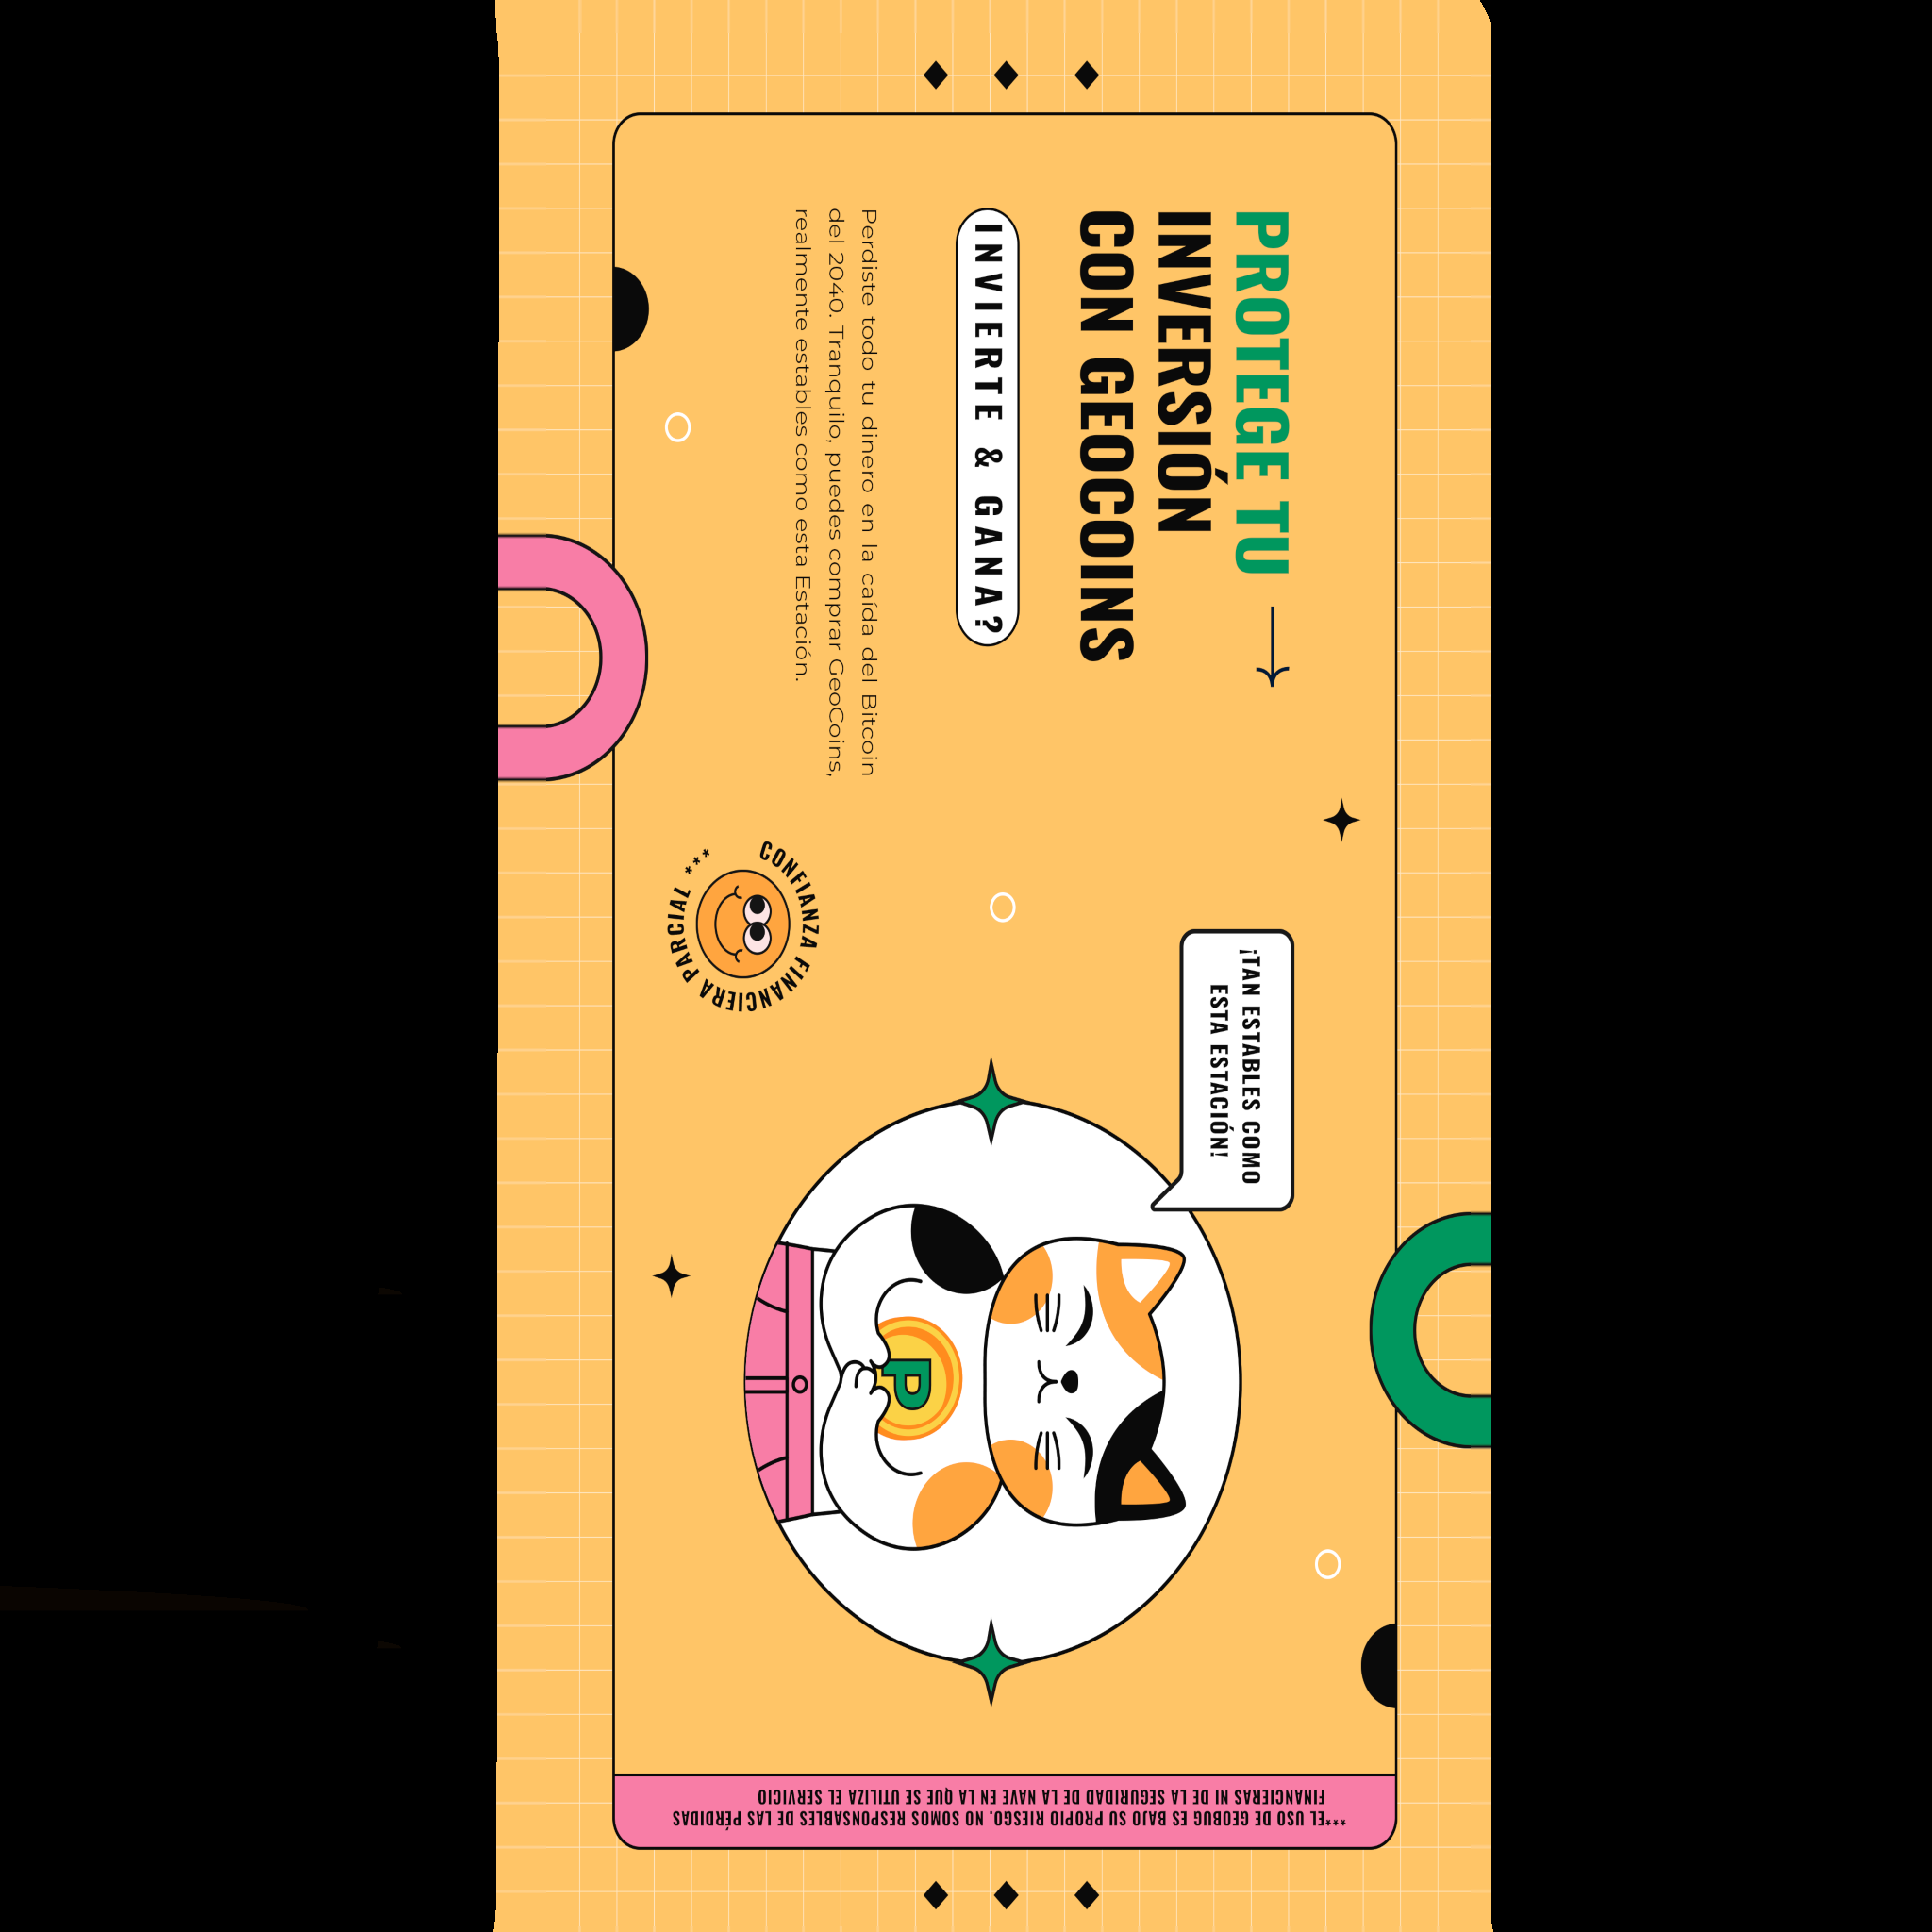 PROTEGE TU
INVERSIÓN
CON GEOCOINS
INVIERTE & GANA?
Perdiste todo tu dinero en la caída del Bitcoin
del 2040. Tranquilo, puedes comprar GeoCoins,
realmente estables como esta Estación.
CONFIANZA FINANCIERA PARCIAL ***
¡TAN ESTABLES COMO
ESTA ESTACIÓN!
P
***EL USO DE GEOBUG ES BAJO SU PROPIO RIESGO. NO SOMOS RESPONSABLES DE LAS PÉRDIDAS
FINANCIERAS NI DE LA SEGURIDAD DE LA NAVE EN LA QUE SE UTILIZA EL SERVICIO